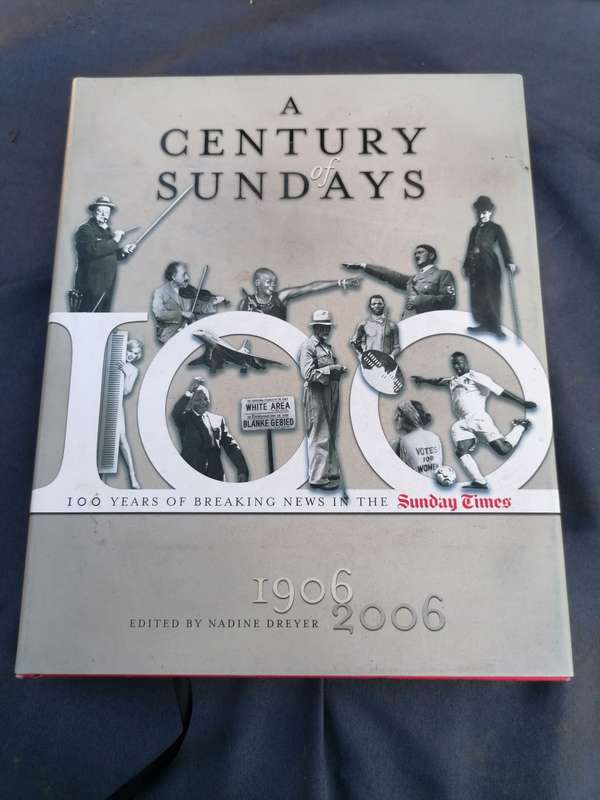 A
CENTURY
of
SUNDAYS
100
WHITE AREA
BLANKE GEBIED
VOTES
FOR
WOMEN
100 YEARS OF BREAKING NEWS IN THE Sunday Times
1906
2006
EDITED BY NADINE DREYER